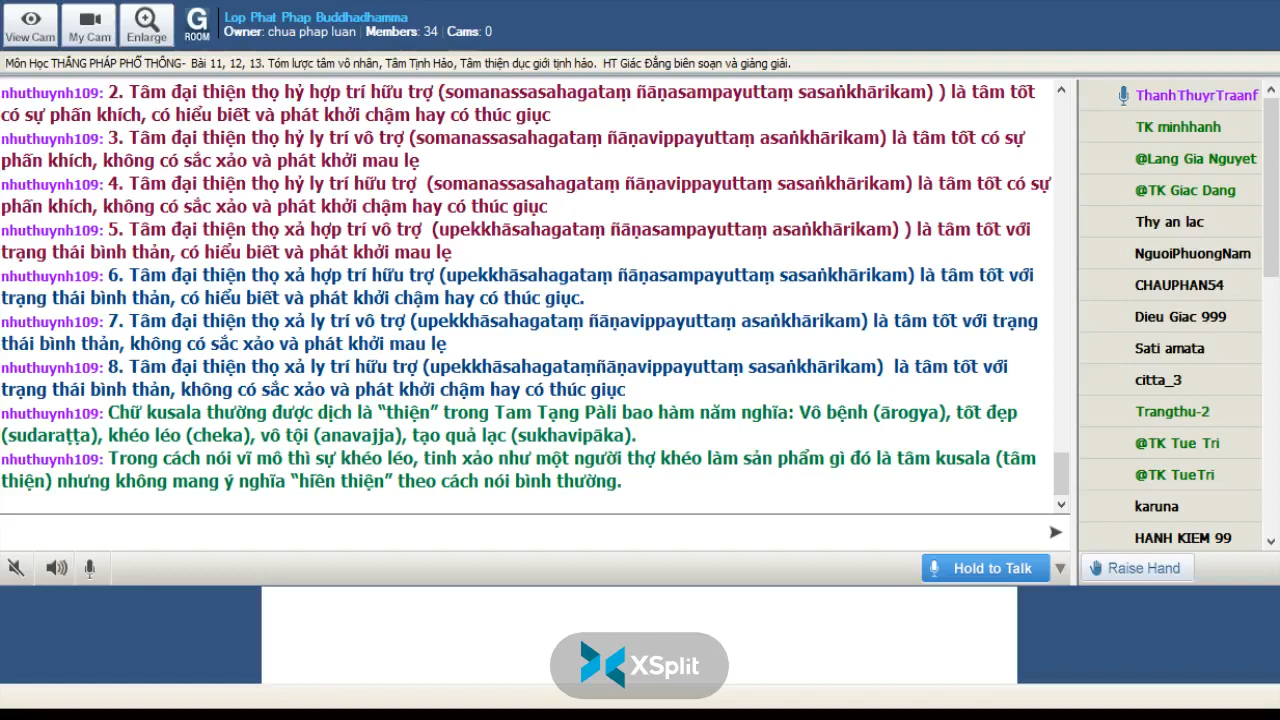 View Cam
My Cam
Enlarge
G
ROOM
Lop Phat Phap Buddhadhamma
Owner: chua phap luan | Members: 34 | Cams: 0
Môn Học THẮNG PHÁP PHỔ THÔNG- Bài 11, 12, 13. Tóm lược tâm vô nhân, Tâm Tịnh Hảo, Tâm thiện dục giới tịnh hảo. HT Giác Đẳng biên soạn và giảng giải.
nhuthuynh109: 2. Tâm đại thiện thọ hỷ hợp trí hữu trợ (somanassasahagataṃ ñāṇasampayuttaṃ sasaṅkhārikam) ) là tâm tốt
có sự phấn khích, có hiểu biết và phát khởi chậm hay có thúc giục
nhuthuynh109: 3. Tâm đại thiện thọ hỷ ly trí vô trợ (somanassasahagataṃ ñāṇavippayuttaṃ asaṅkhārikam) là tâm tốt có sự
phấn khích, không có sắc xảo và phát khởi mau lẹ
nhuthuynh109: 4. Tâm đại thiện thọ hỷ ly trí hữu trợ (somanassasahagataṃ ñāṇavippayuttaṃ sasaṅkhārikam) là tâm tốt có sự
phấn khích, không có sắc xảo và phát khởi chậm hay có thúc giục
nhuthuynh109: 5. Tâm đại thiện thọ xả hợp trí vô trợ (upekkhāsahagataṃ ñāṇasampayuttaṃ asaṅkhārikam) ) là tâm tốt với
trạng thái bình thản, có hiểu biết và phát khởi mau lẹ
nhuthuynh109: 6. Tâm đại thiện thọ xả hợp trí hữu trợ (upekkhāsahagataṃ ñāṇasampayuttaṃ sasaṅkhārikam) là tâm tốt với
trạng thái bình thản, có hiểu biết và phát khởi chậm hay có thúc giục.
nhuthuynh109: 7. Tâm đại thiện thọ xả ly trí vô trợ (upekkhāsahagataṃ ñāṇavippayuttaṃ asaṅkhārikam) là tâm tốt với trạng
thái bình thản, không có sắc xảo và phát khởi mau lẹ
nhuthuynh109: 8. Tâm đại thiện thọ xả ly trí hữu trợ (upekkhāsahagataṃñāṇavippayuttaṃ sasaṅkhārikam) là tâm tốt với
trạng thái bình thản, không có sắc xảo và phát khởi chậm hay có thúc giục
nhuthuynh109: Chữ kusala thường được dịch là “thiện” trong Tam Tạng Pàli bao hàm năm nghĩa: Vô bệnh (ārogya), tốt đẹp
(sudaraṭṭa), khéo léo (cheka), vô tội (anavajja), tạo quả lạc (sukhavipāka).
nhuthuynh109: Trong cách nói vĩ mô thì sự khéo léo, tinh xảo như một người thợ khéo làm sản phẩm gì đó là tâm kusala (tâm
thiện) nhưng không mang ý nghĩa “hiền thiện” theo cách nói bình thường.
ThanhThuyrTraanf
TK minhhanh
@Lang Gia Nguyet
@TK Giac Dang
Thy an lac
NguoiPhuongNam
CHAUPHAN54
Dieu Giac 999
Sati amata
citta_3
Trangthu-2
@TK Tue Tri
@TK TueTri
karuna
HANH KIEM 99
Hold to Talk
Raise Hand
XSplit